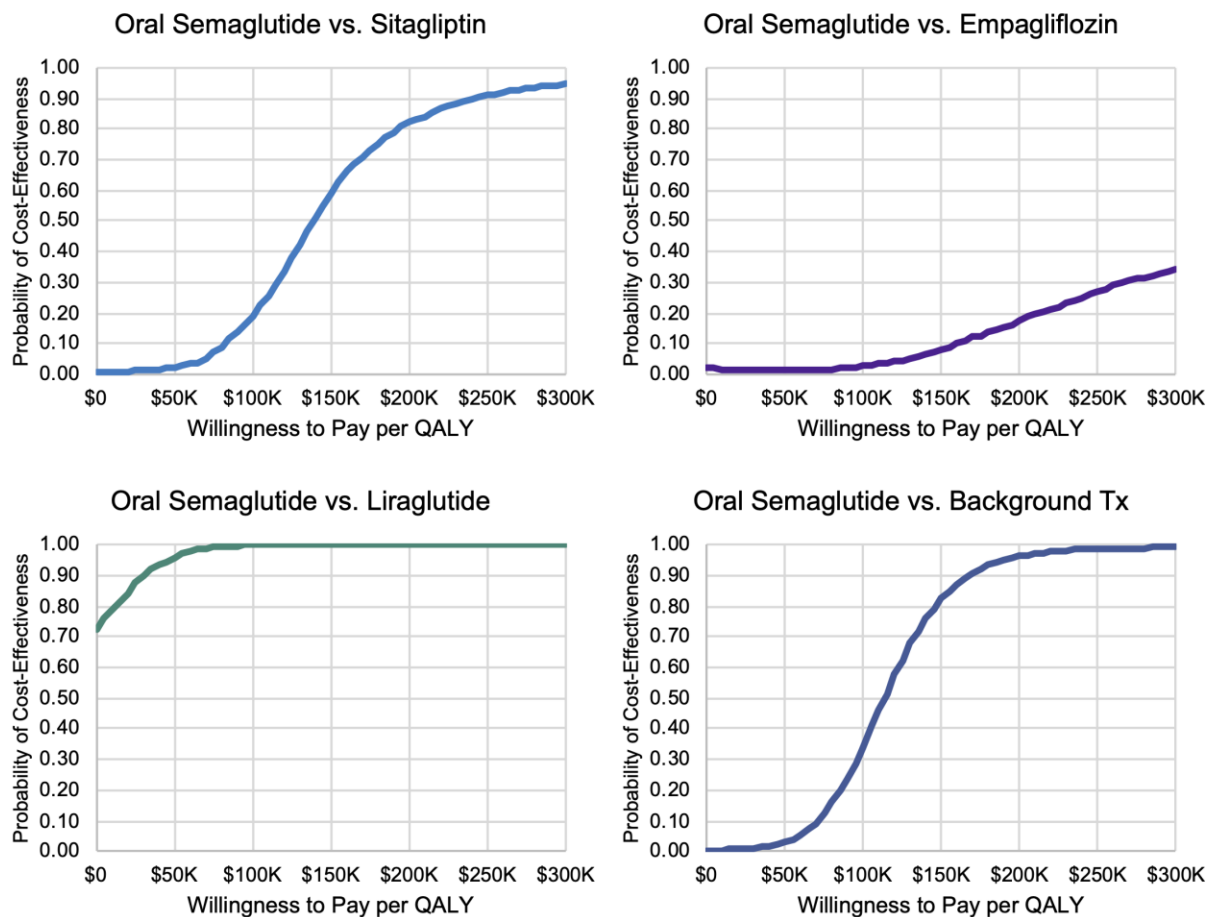 Oral Semaglutide vs. Sitagliptin
Probability of Cost-Effectiveness
1.00
0.90
0.80
0.70
0.60
0.50
0.40
0.30
0.20
0.10
0.00
$0 $50K $100K $150K $200K $250K $300K
Willingness to Pay per QALY
Oral Semaglutide vs. Empagliflozin
Probability of Cost-Effectiveness
1.00
0.90
0.80
0.70
0.60
0.50
0.40
0.30
0.20
0.10
0.00
$0 $50K $100K $150K $200K $250K $300K
Willingness to Pay per QALY
Oral Semaglutide vs. Liraglutide
Probability of Cost-Effectiveness
1.00
0.90
0.80
0.70
0.60
0.50
0.40
0.30
0.20
0.10
0.00
$0 $50K $100K $150K $200K $250K $300K
Willingness to Pay per QALY
Oral Semaglutide vs. Background Tx
Probability of Cost-Effectiveness
1.00
0.90
0.80
0.70
0.60
0.50
0.40
0.30
0.20
0.10
0.00
$0 $50K $100K $150K $200K $250K $300K
Willingness to Pay per QALY